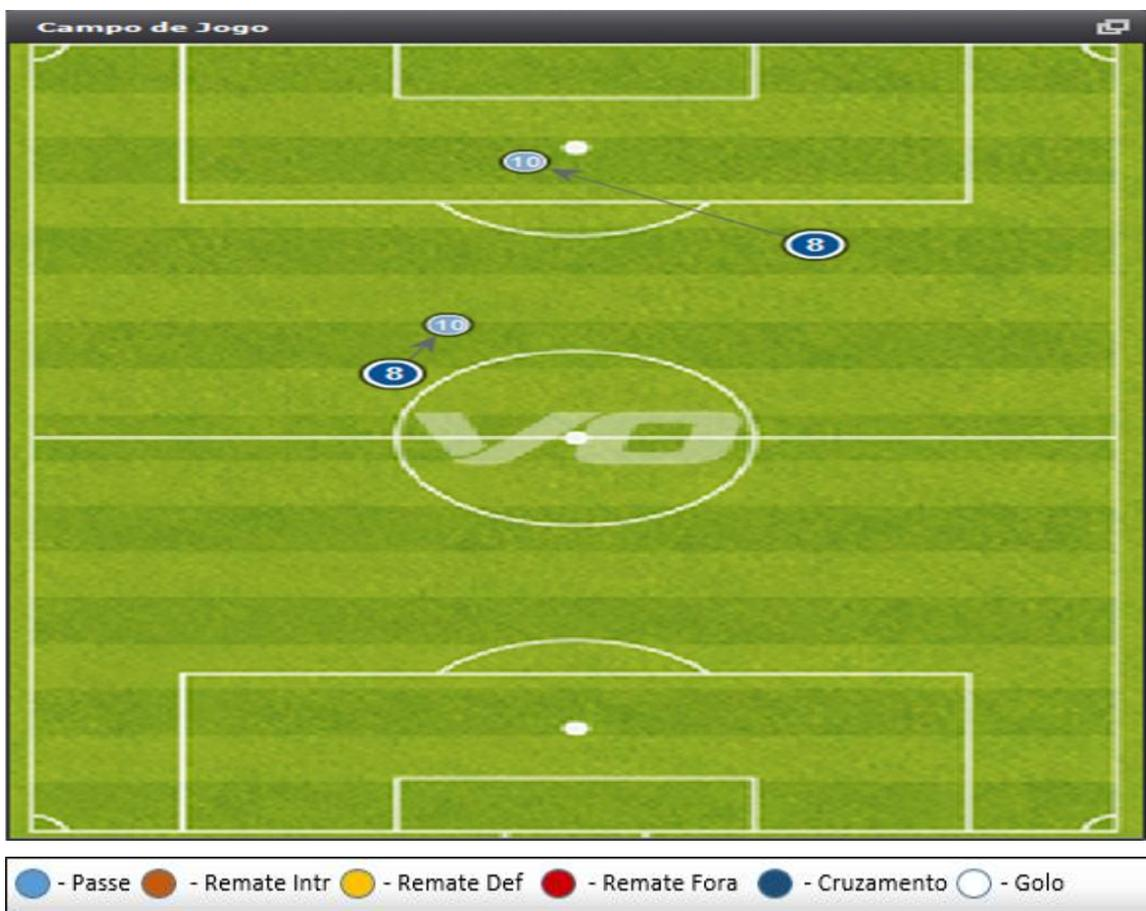 Campo de Jogo
10
8
10
8
VO
- Passe - Remate Intr - Remate Def - Remate Fora - Cruzamento - Golo